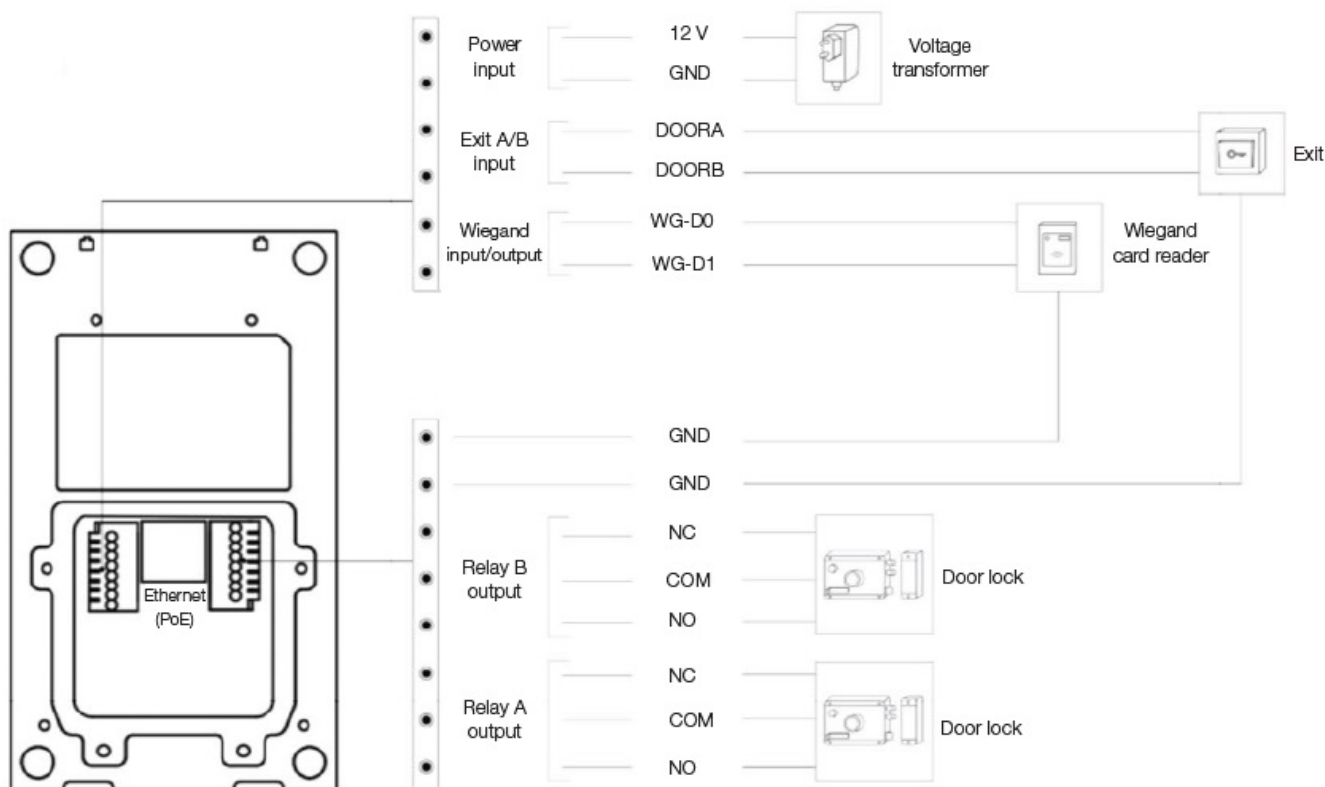 Power
input
12 V
GND
Voltage
transformer
Exit A/B
input
DOORA
DOORB
Exit
Wiegand
input/output
WG-D0
WG-D1
Wiegand
card reader
GND
GND
Relay B
output
NC
COM
NO
Door lock
Ethernet
(PoE)
Relay A
output
NC
COM
NO
Door lock